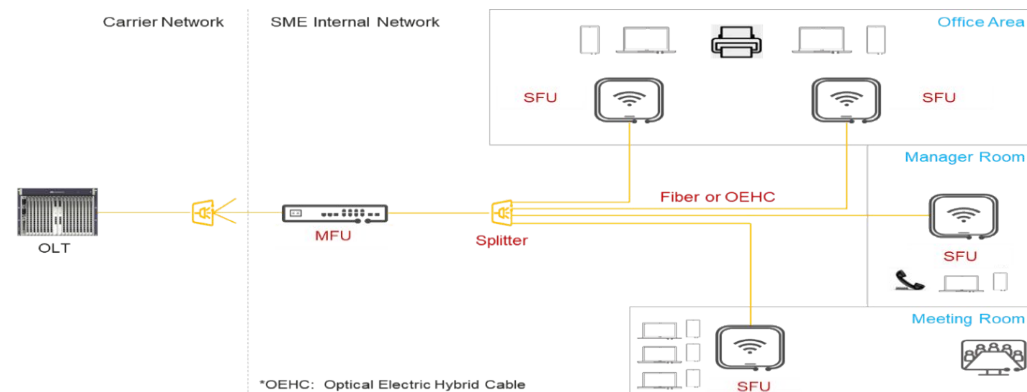 Carrier Network
SME Internal Network
Office Area
SFU
SFU
Manager Room
Fiber or OEHC
OLT
MFU
Splitter
SFU
Meeting Room
*OEHC: Optical Electric Hybrid Cable
SFU